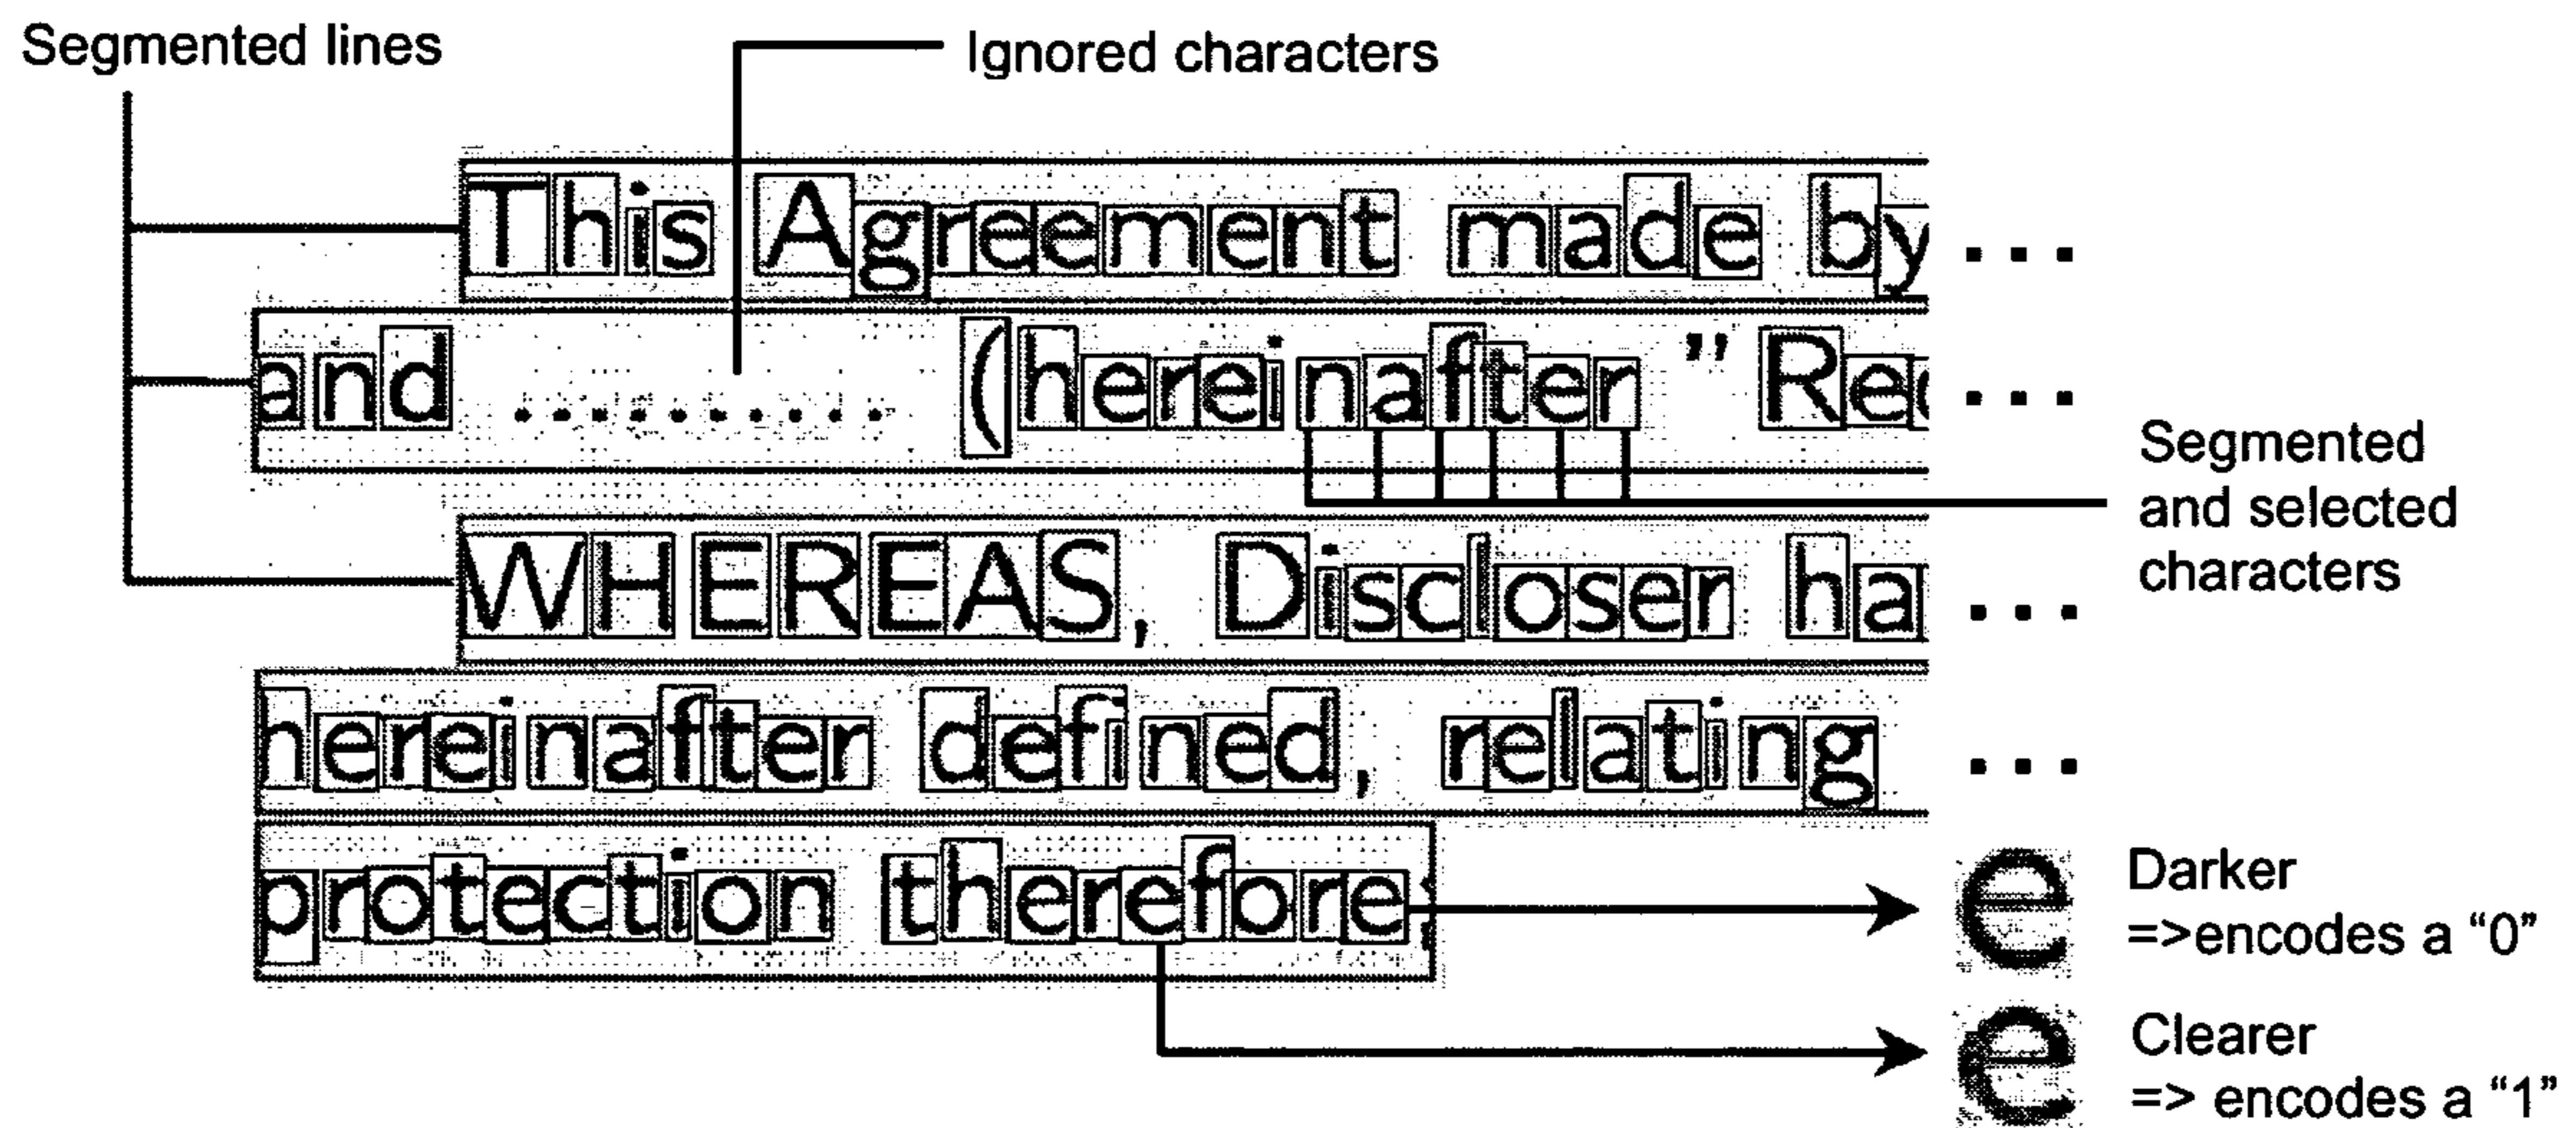 Segmented lines
Ignored characters
This Agreement made by ...
and .......... (hereinafter ” Rec ...
Segmented
and selected
characters
WHEREAS, Discloser ha ...
hereinafter defined, relating ...
protection therefore:
e Darker
=>encodes a “0”
e Clearer
=> encodes a “1”